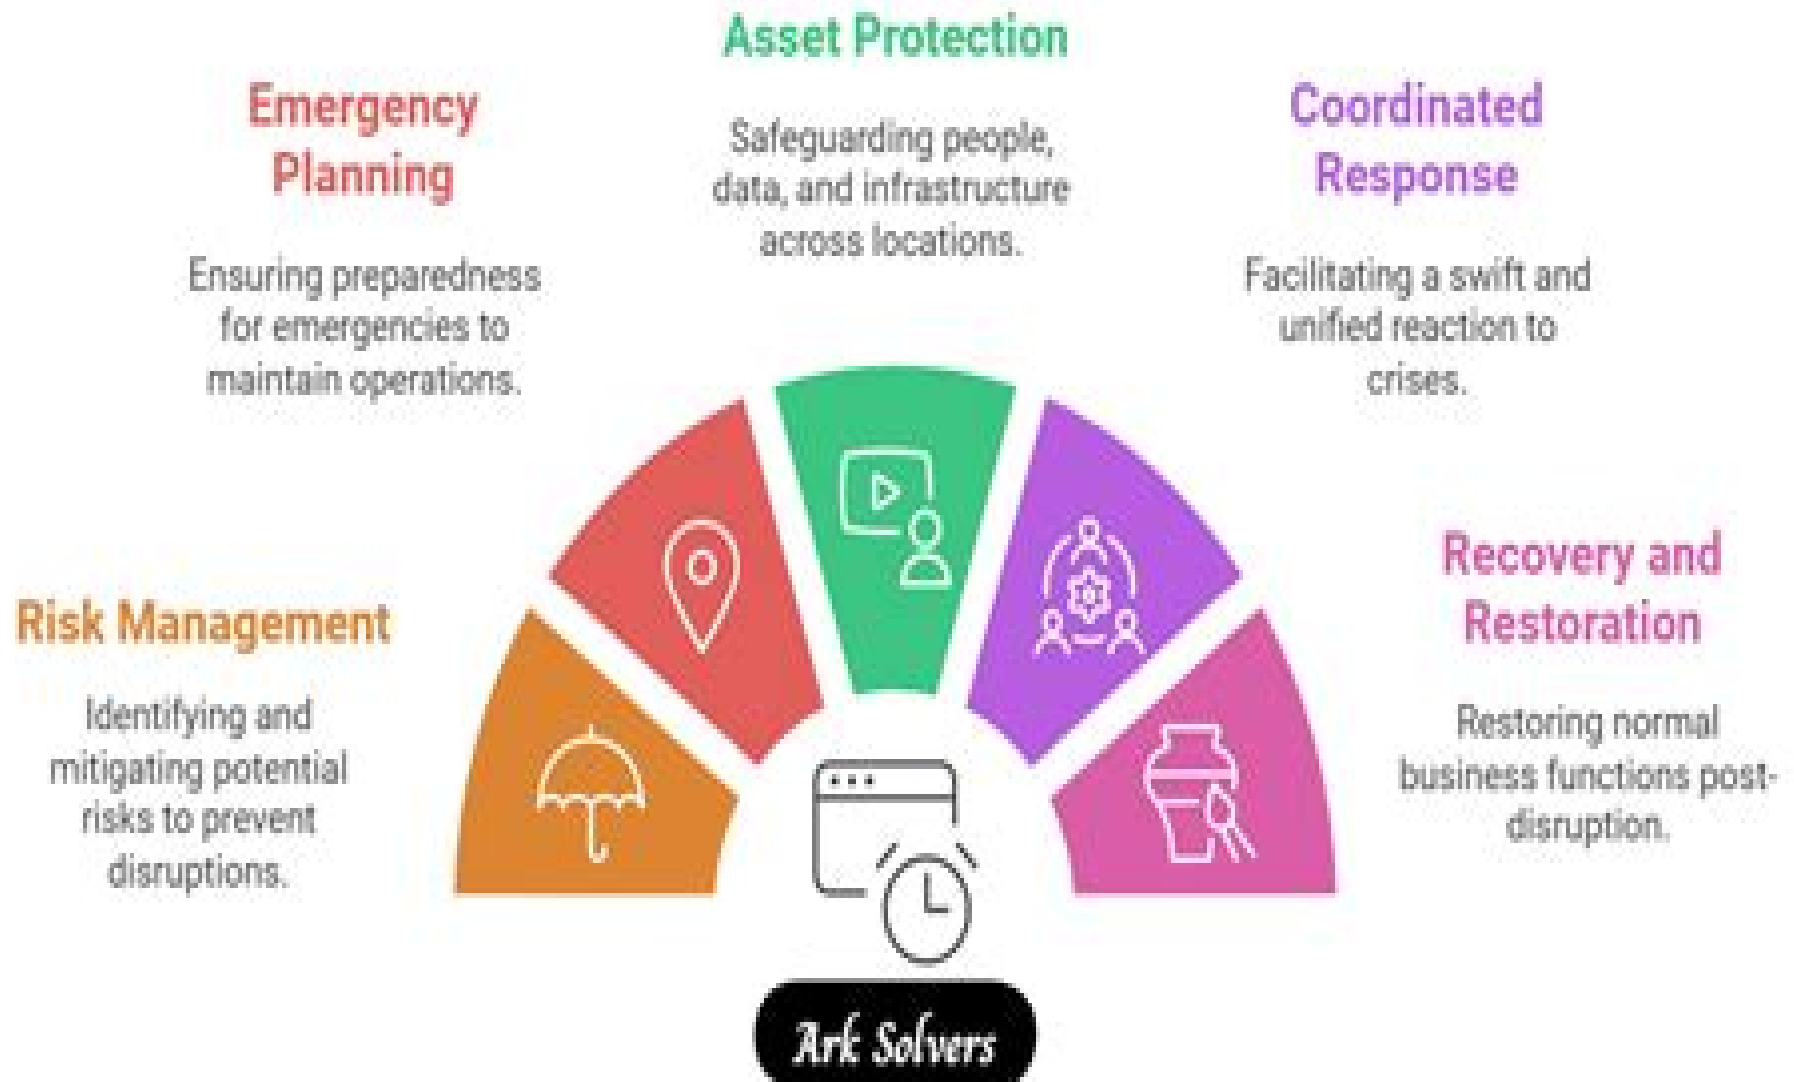 Asset Protection
Safeguarding people,
data, and infrastructure
across locations.
Emergency
Planning
Ensuring preparedness
for emergencies to
maintain operations.
Coordinated
Response
Facilitating a swift and
unified reaction to
crises.
Risk Management
Identifying and
mitigating potential
risks to prevent
disruptions.
Recovery and
Restoration
Restoring normal
business functions post-
disruption.
Ark Solvers